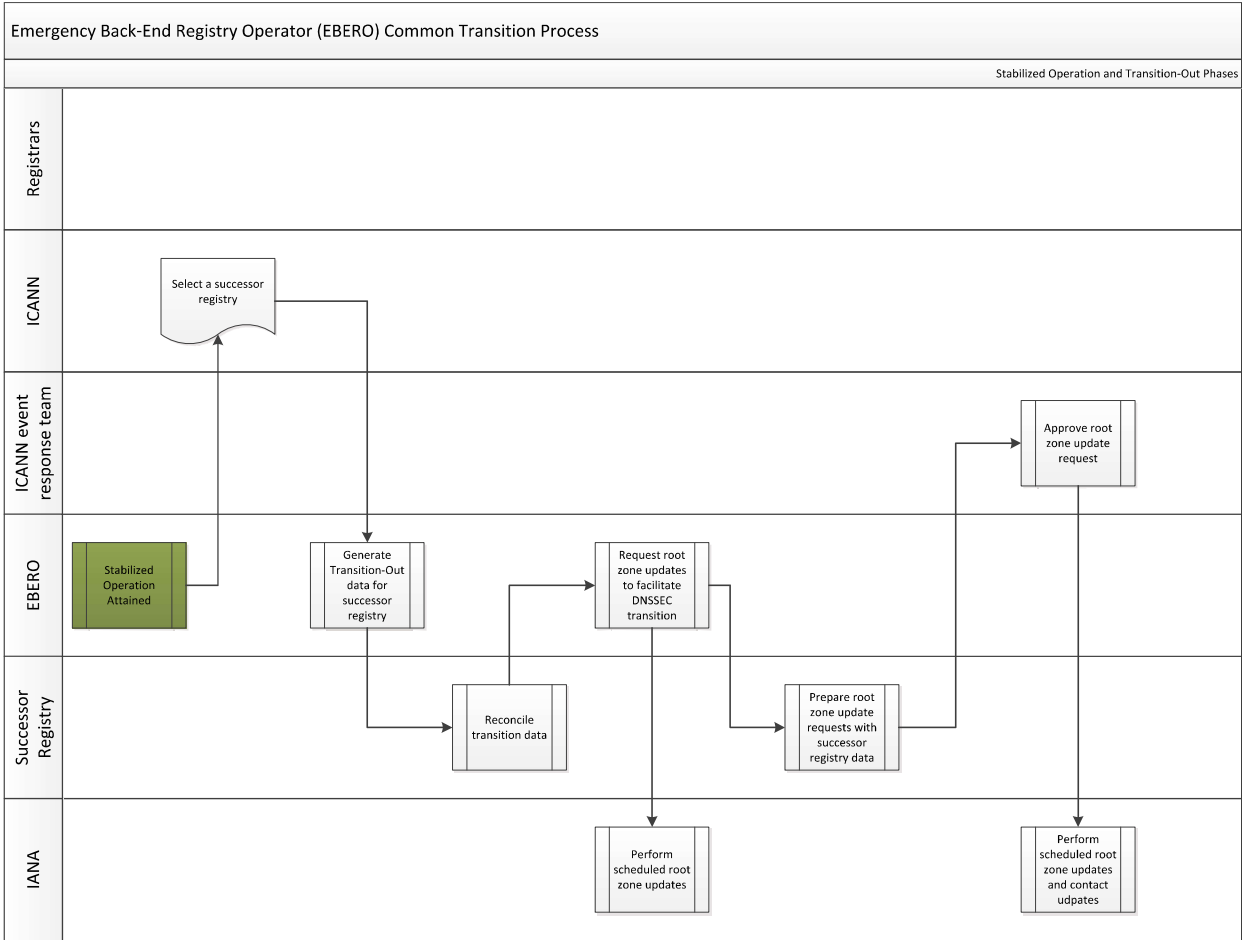 Emergency Back-End Registry Operator (EBERO) Common Transition Process
Stabilized Operation and Transition-Out Phases
Registrars
ICANN
Select a successor
registry
ICANN event
response team
Approve root
zone update
request
EBERO
Stabilized
Operation
Attained
Generate
Transition-Out
data for
successor
registry
Request root
zone updates
to facilitate
DNSSEC
transition
Successor
Registry
Reconcile
transition data
Prepare root
zone update
requests with
successor
registry data
IANA
Perform
scheduled root
zone updates
Perform
scheduled root
zone updates
and contact
udpates